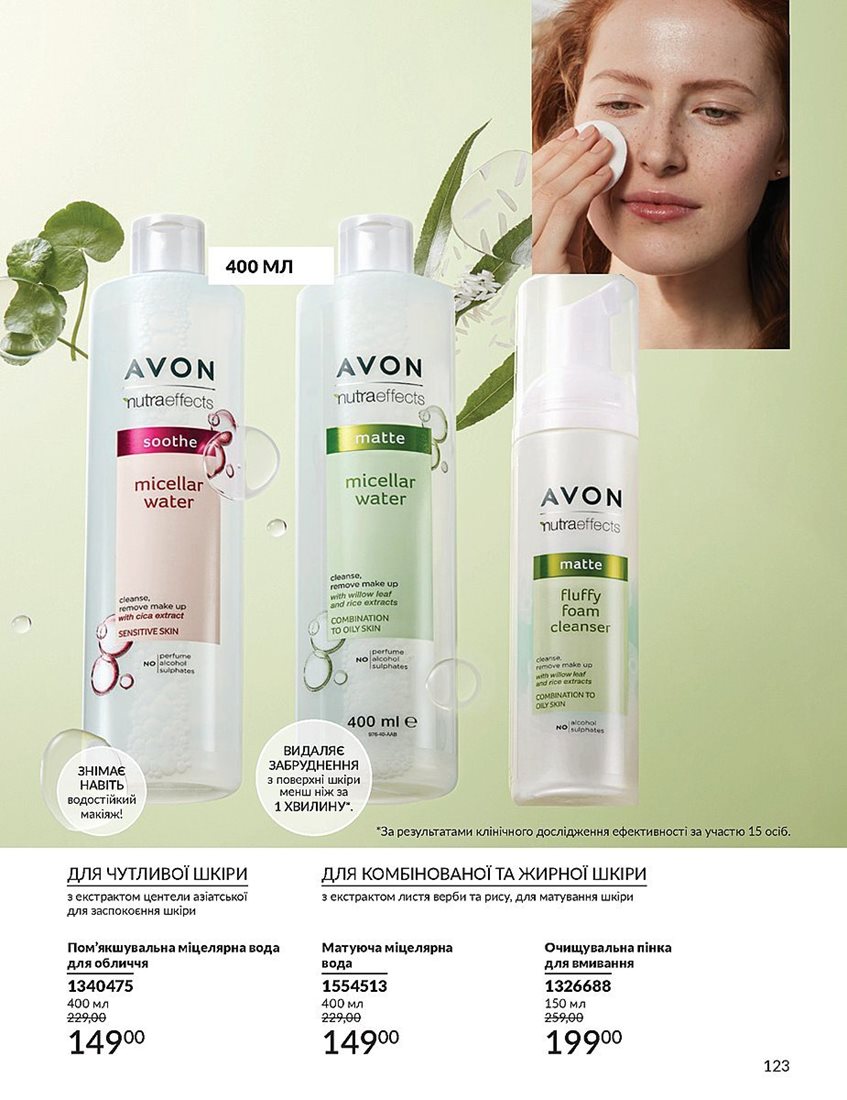 400 МЛ
AVON
nutraeffects
soothe
micellar
water
cleanse,
remove make up
with cica extract
SENSITIVE SKIN
NO perfume
alcohol
sulphates
AVON
nutraeffects
matte
micellar
water
cleanse,
remove make up
with willow leaf
and rice extracts
COMBINATION
TO OILY SKIN
NO perfume
alcohol
sulphates
400 ml e
976-40-AAB
AVON
nutraeffects
matte
fluffy
foam
cleanser
cleanse,
remove make up
with willow leaf
and rice extracts
COMBINATION TO
OILY SKIN
NO alcohol
sulphates
ЗНІМАЄ
НАВІТЬ
водостійкий
макіяж!
ВИДАЛЯЄ
ЗАБРУДНЕННЯ
з поверхні шкіри
менш ніж за
1 ХВИЛИНУ*.
*За результатами клінічного дослідження ефективності за участю 15 осіб.
ДЛЯ ЧУТЛИВОЇ ШКІРИ
з екстрактом центели азіатської
для заспокоєння шкіри
ДЛЯ КОМБІНОВАНОЇ ТА ЖИРНОЇ ШКІРИ
з екстрактом листя верби та рису, для матування шкіри
Пом’якшувальна міцелярна вода
для обличчя
1340475
400 мл
229,00
14900
Матуюча міцелярна
вода
1554513
400 мл
229,00
14900
Очищувальна пінка
для вмивання
1326688
150 мл
259,00
19900
123